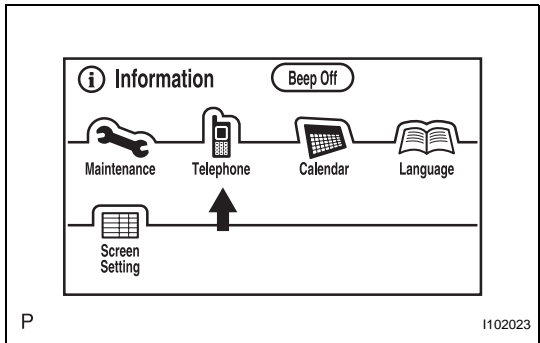 i Information Beep Off
Maintenance Telephone Calendar Language
Screen
Setting
P I102023